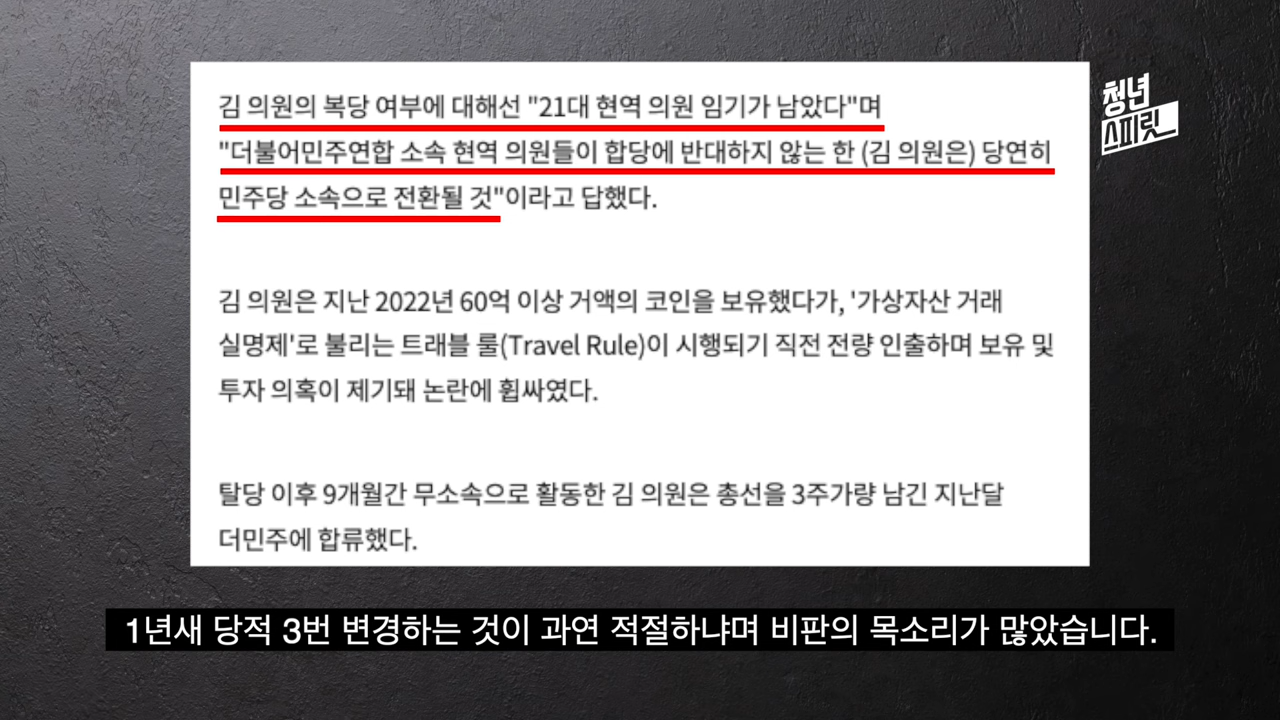 김 의원의 복당 여부에 대해선 "21대 현역 의원 임기가 남았다"며
"더불어민주연합 소속 현역 의원들이 합당에 반대하지 않는 한 (김 의원은) 당연히
민주당 소속으로 전환될 것"이라고 답했다.
김 의원은 지난 2022년 60억 이상 거액의 코인을 보유했다가, '가상자산 거래
실명제'로 불리는 트래블 룰(Travel Rule)이 시행되기 직전 전량 인출하며 보유 및
투자 의혹이 제기돼 논란에 휩싸였다.
탈당 이후 9개월간 무소속으로 활동한 김 의원은 총선을 3주가량 남긴 지난달
더민주에 합류했다.
청년
스피릿
1년새 당적 3번 변경하는 것이 과연 적절하냐며 비판의 목소리가 많았습니다.